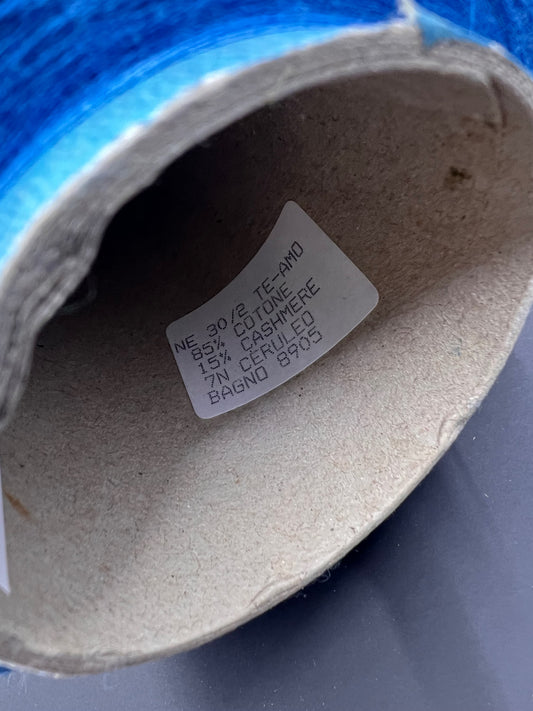 NE 30/2 TE-AMO
85% COTONE
15% CASHMERE
7N CERULEO
BAGNO 8905